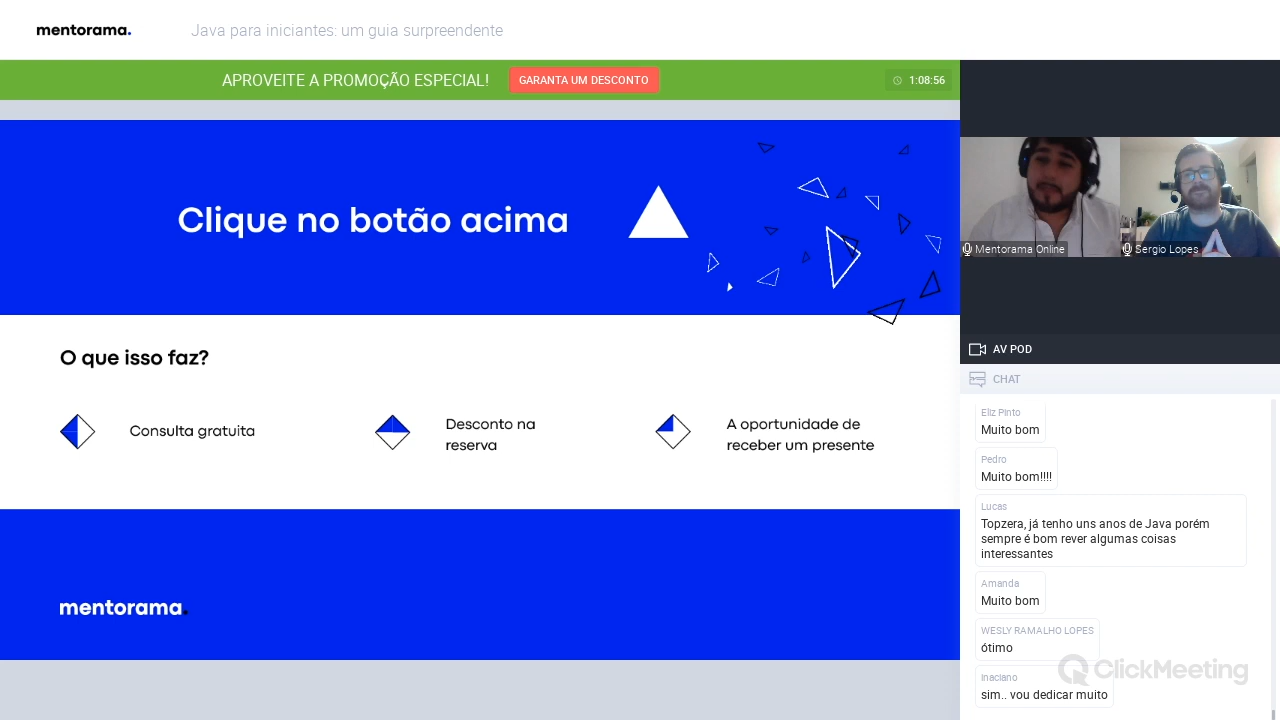 mentorama.
Java para iniciantes: um guia surpreendente
APROVEITE A PROMOÇÃO ESPECIAL!
GARANTA UM DESCONTO
1:08:56
Clique no botão acima
O que isso faz?
Consulta gratuita
Desconto na
reserva
A oportunidade de
receber um presente
mentorama.
Mentorama Online
Sergio Lopes
AV POD
CHAT
Eliz Pinto
Muito bom
Pedro
Muito bom!!!!
Lucas
Topzera, já tenho uns anos de Java porém
sempre é bom rever algumas coisas
interessantes
Amanda
Muito bom
WESLY RAMALHO LOPES
ótimo
Inaciano
sim.. vou dedicar muito
ClickMeeting